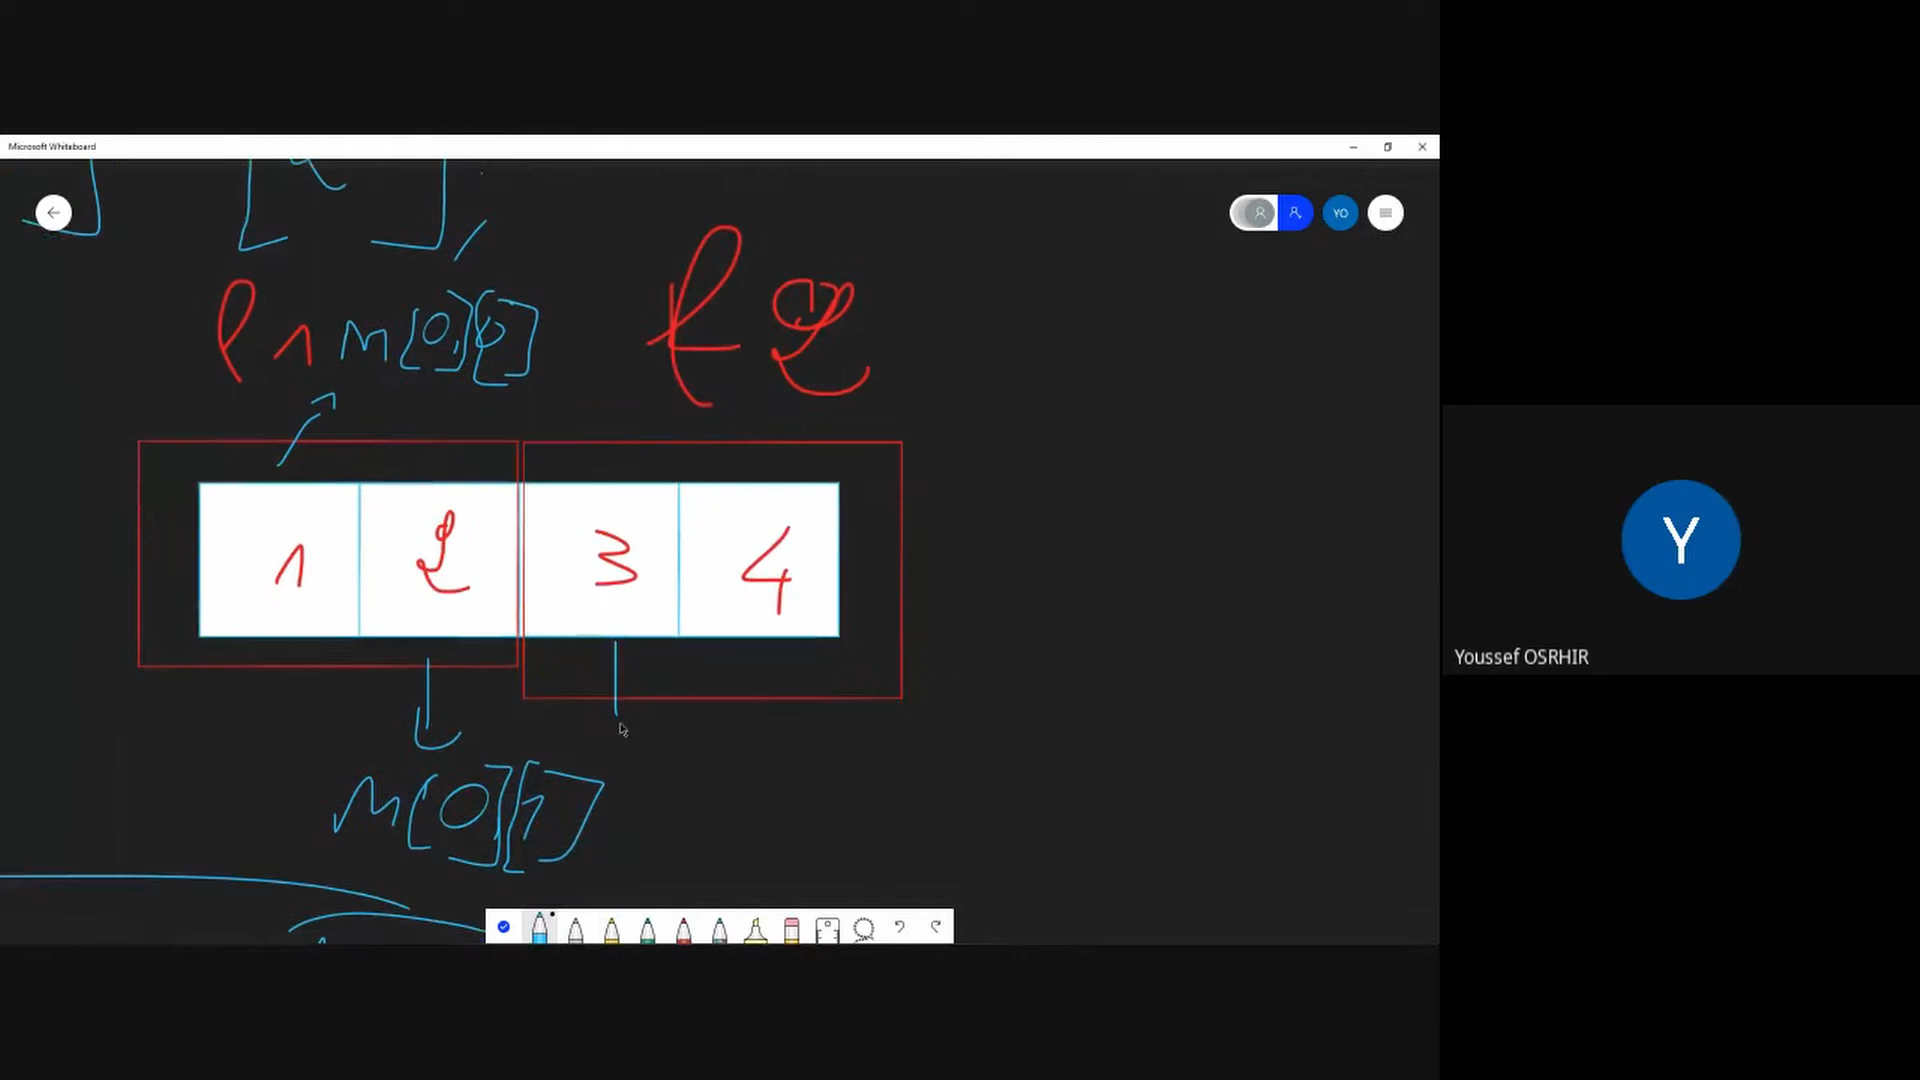 Microsoft Whiteboard
YO
l1 M[0][0]
l2
1 2 3 4
M[0][1]
Y
Youssef OSRHIR